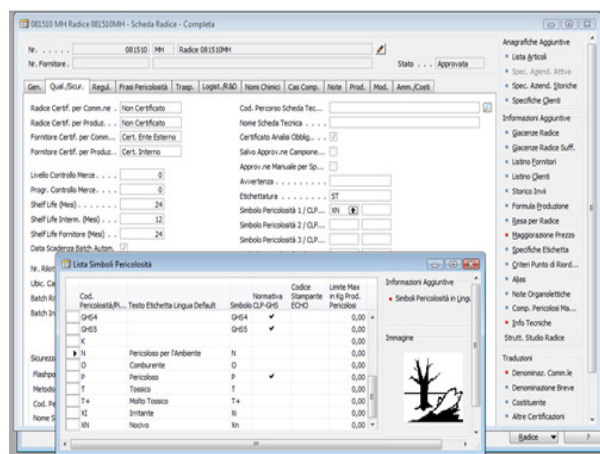 081510 MH Radice 081510MH - Scheda Radice - Completa
Nr. . . . . . 081510 MH Radice 081510MH
Nr. Fornitore . Stato . . . Approvata
Gen. Qual./Sicur. Regul. Frasi Pericolosità Trasp. Logist./R&D Nomi Chimici Cas Comp. Note Prod. Mod. Amm./Costi
Radice Certif. per Comm.ne . Non Certificato
Radice Certif. per Produz. . . Non Certificato
Fornitore Certif. per Comm... Cert. Ente Esterno
Fornitore Certif. per Produz. . Cert. Interno
Livello Controllo Merce . . . . 0
Progr. Controllo Merce. . . . 0
Shelf Life (Mesi) . . . . . . . 24
Shelf Life Interm. (Mesi) . . . 12
Shelf Life Fornitore (Mesi) . . 24
Data Scadenza Batch Autom.
Cod. Percorso Scheda Tec...
Nome Scheda Tecnica . . . .
Certificato Analisi Obblig...
Salvo Approv.ne Campione...
Approv.ne Manuale per Sp...
Avvertenza . . . . . . . . .
Etichettatura . . . . . . . . ST
Simbolo Pericolosità 1 / CLP... XN
Simbolo Pericolosità 2 / CLP...
Simbolo Pericolosità 3 / CLP...
Anagrafiche Aggiuntive
Lista Articoli
Spec. Agend. Attiva
Spec. Aziend. Storiche
Specifiche Clienti
Informazioni Aggiuntive
Giacenze Radice
Giacenze Radice Suff.
Listino Fornitori
Listino Clienti
Storico Invii
Formula Produzione
Resa per Radice
Maggiorazione Prezzo
Specifiche Etichetta
Criteri Punto di Riord...
Alias
Note Organolettiche
Comp. Pericolosi Ma...
Info Tecniche
Strutt. Studio Radice
Traduzioni
Denominaz. Comm.le
Denominazione Breve
Costituente
Altre Certificazioni
Radice ?
Lista Simboli Pericolosità
Cod. Pericolosità/Pi... Testo Etichetta Lingua Default Simbolo Normativa CLP-GHS Codice Stampante ECHO Limite Max in Kg Prod. Pericolosi
GHS4 GHS4 0,00
GHS5 GHS5 0,00
K 0,00
N Pericoloso per l'Ambiente N 0,00
O Comburente O 0,00
P Pericoloso P 0,00
T Tossico T 0,00
T+ Molto Tossico T+ 0,00
XI Irritante Xi 0,00
XN Nocivo Xn 0,00
Informazioni Aggiuntive
Simboli Pericolosità in Lingu
Immagine